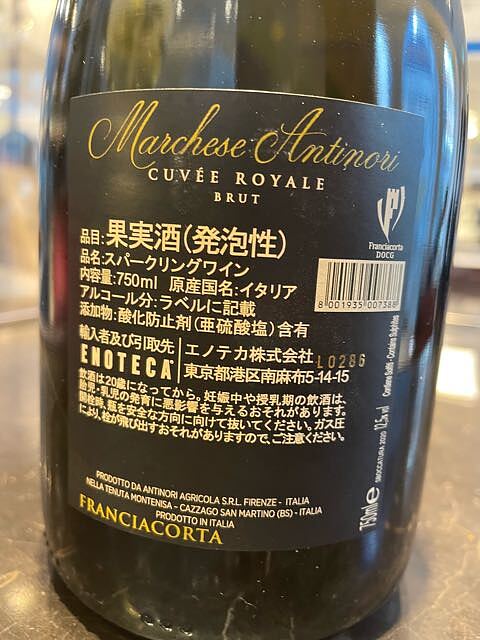 Marchese Antinori
CUVÉE ROYALE
BRUT
Franciacorta
DOCG
品目:果実酒(発泡性)
品名:スパークリングワイン
内容量:750ml 原産国名:イタリア
アルコール分:ラベルに記載
添加物:酸化防止剤(亜硫酸塩)含有
8 001935 007388
輸入者及び引取先
ENOTECA
エノテカ株式会社
東京都港区南麻布5-14-15
L0286
飲酒は20歳になってから。妊娠中や授乳期の飲酒は、
胎児・乳児の発育に悪影響を与えるおそれがあります。
開栓時、瓶を安全な方向に向けて抜いてください。ガス圧
により、栓が飛び出すおそれがありますので、ご注意ください。
Contiene Solfiti - Contains Sulphites
SBOCCATURA 2020 12,5% vol
750ml e
PRODOTTO DA ANTINORI AGRICOLA S.R.L. FIRENZE - ITALIA
NELLA TENUTA MONTENISA - CAZZAGO SAN MARTINO (BS) - ITALIA
PRODOTTO IN ITALIA
FRANCIACORTA